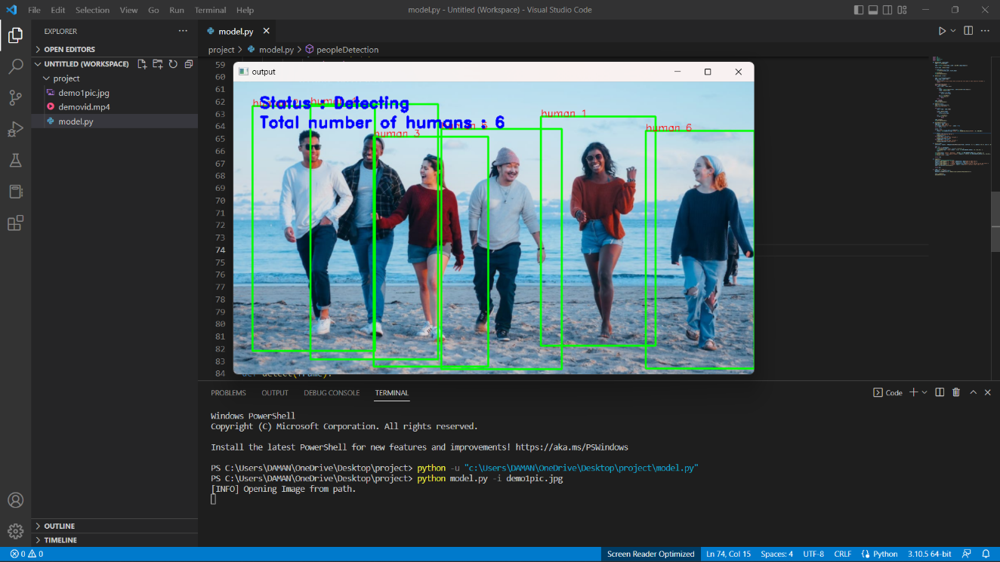 File Edit Selection View Go Run Terminal Help
model.py - Untitled (Workspace) - Visual Studio Code
EXPLORER
OPEN EDITORS
UNTITLED (WORKSPACE)
project
demo1pic.jpg
demovid.mp4
model.py
OUTLINE
TIMELINE
model.py
project > model.py > peopleDetection
59
60
61
62
63
64
65
66
67
68
69
70
71
72
73
74
75
76
77
78
79
80
81
82
83
84
output
Status : Detecting
Total number of humans : 6
human 3
human 1
human 6
PROBLEMS OUTPUT DEBUG CONSOLE TERMINAL
Code
Windows PowerShell
Copyright (C) Microsoft Corporation. All rights reserved.
Install the latest PowerShell for new features and improvements! https://aka.ms/PSWindows
PS C:\Users\DAMAN\OneDrive\Desktop\project> python -u "c:\Users\DAMAN\OneDrive\Desktop\project\model.py"
PS C:\Users\DAMAN\OneDrive\Desktop\project> python model.py -i demo1pic.jpg
[INFO] Opening Image from path.
0 0
Screen Reader Optimized Ln 74, Col 15 Spaces: 4 UTF-8 CRLF Python 3.10.5 64-bit